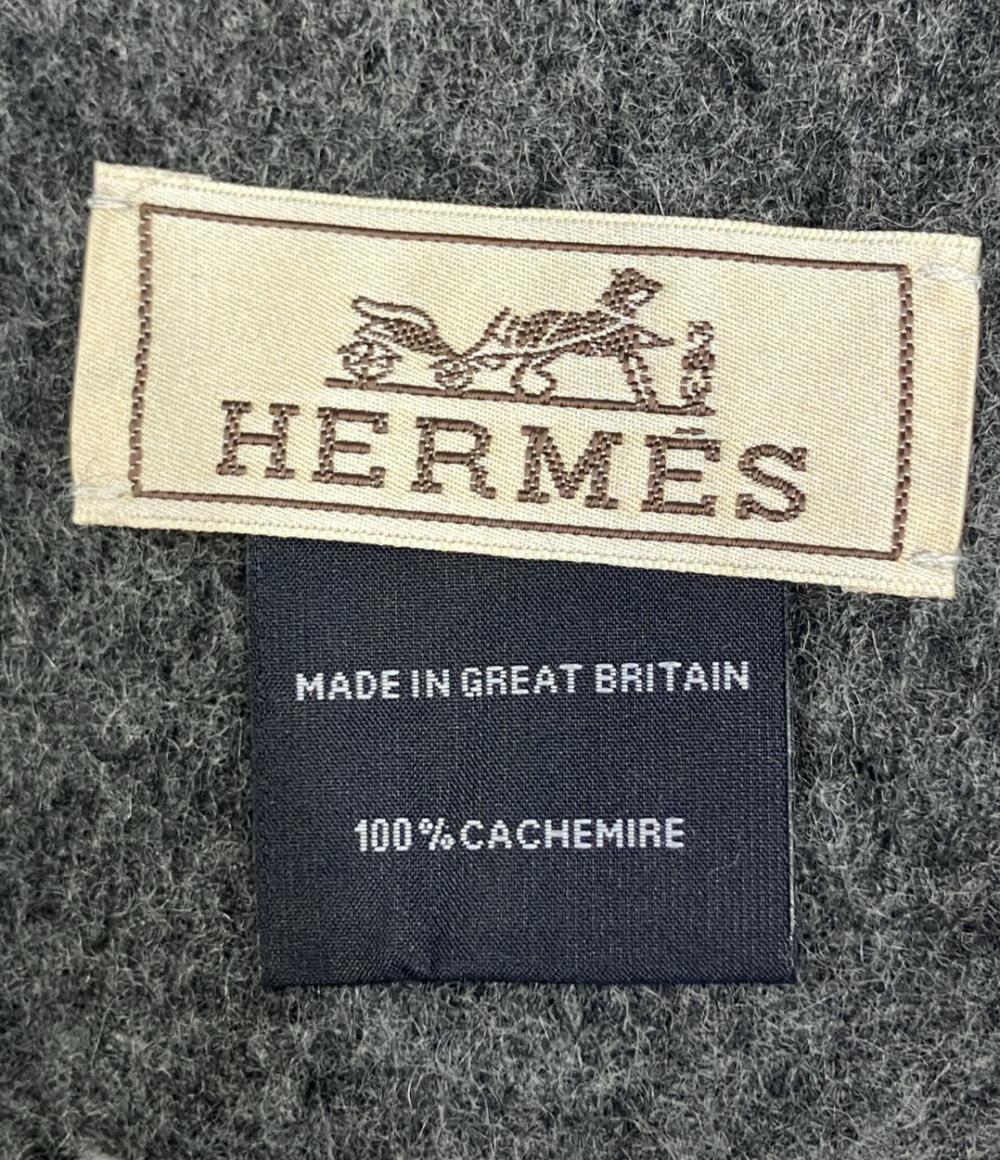 HERMÈS
MADE IN GREAT BRITAIN
100% CACHEMIRE